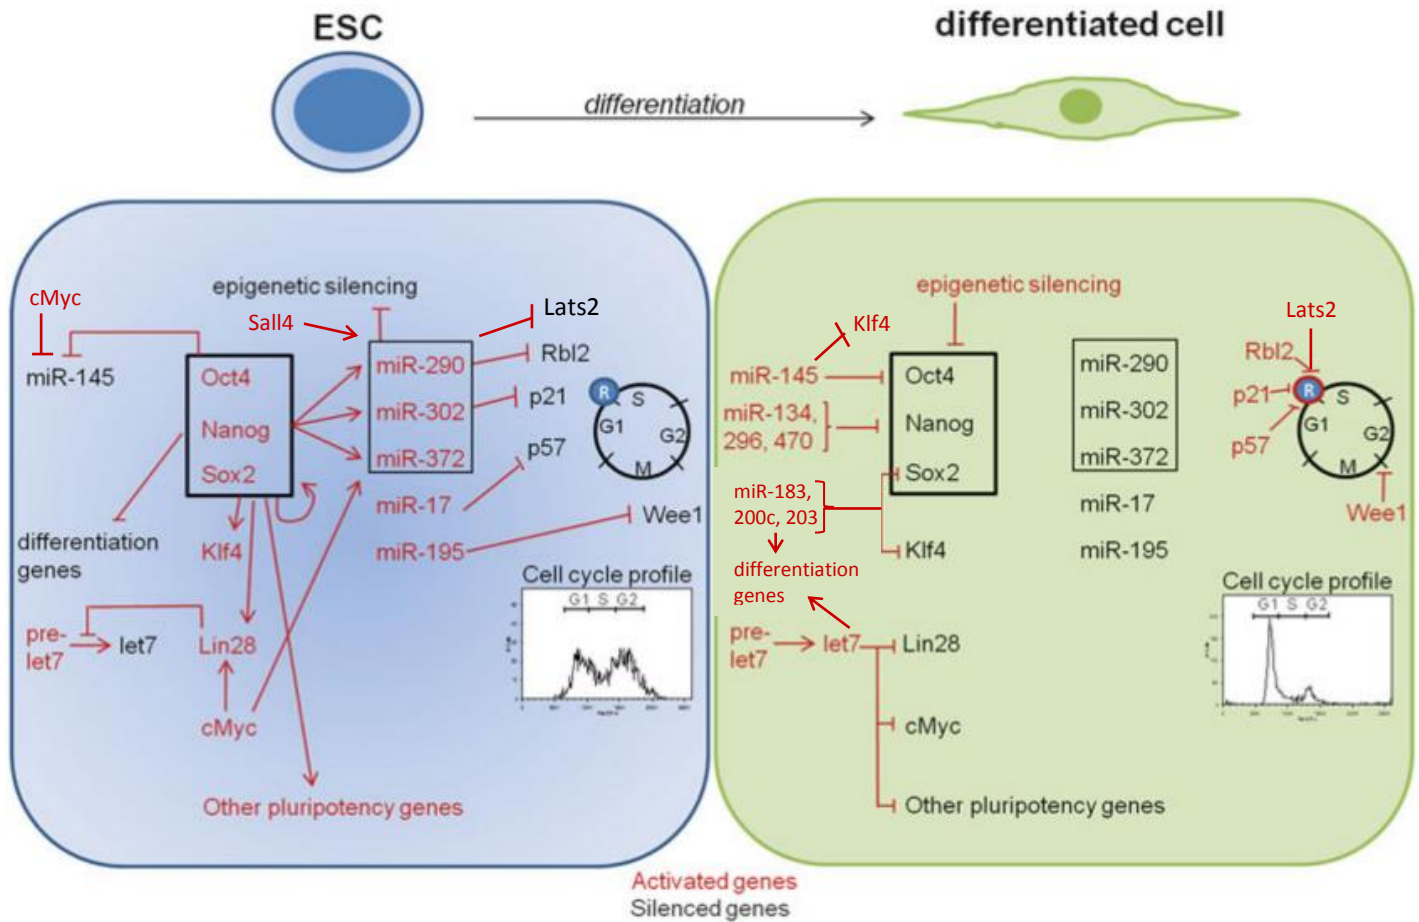 ESC
differentiated cell
differentiation
epigenetic silencing
cMyc
Sall4
Lats2
miR-145
Oct4
Nanog
Sox2
miR-290
miR-302
miR-372
miR-17
miR-195
Rbl2
p21
p57
Wee1
R
S
G1
G2
M
differentiation
genes
Klf4
pre-
let7
let7
Lin28
cMyc
Other pluripotency genes
Cell cycle profile
G1 S G2
epigenetic silencing
Klf4
miR-145
miR-134,
296, 470
miR-183,
200c, 203
differentiation
genes
pre-
let7
let7
Oct4
Nanog
Sox2
Klf4
Lin28
cMyc
Other pluripotency genes
miR-290
miR-302
miR-372
miR-17
miR-195
Lats2
Rbl2
p21
p57
R
S
G1
G2
M
Wee1
Cell cycle profile
G1 S G2
Activated genes
Silenced genes